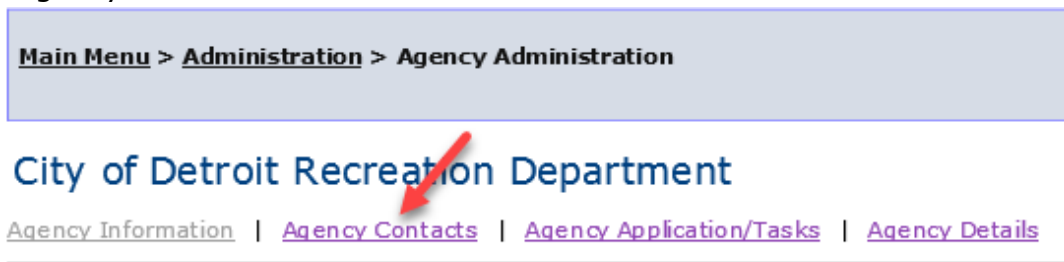 Main Menu > Administration > Agency Administration
City of Detroit Recreation Department
Agency Information | Agency Contacts | Agency Application/Tasks | Agency Details